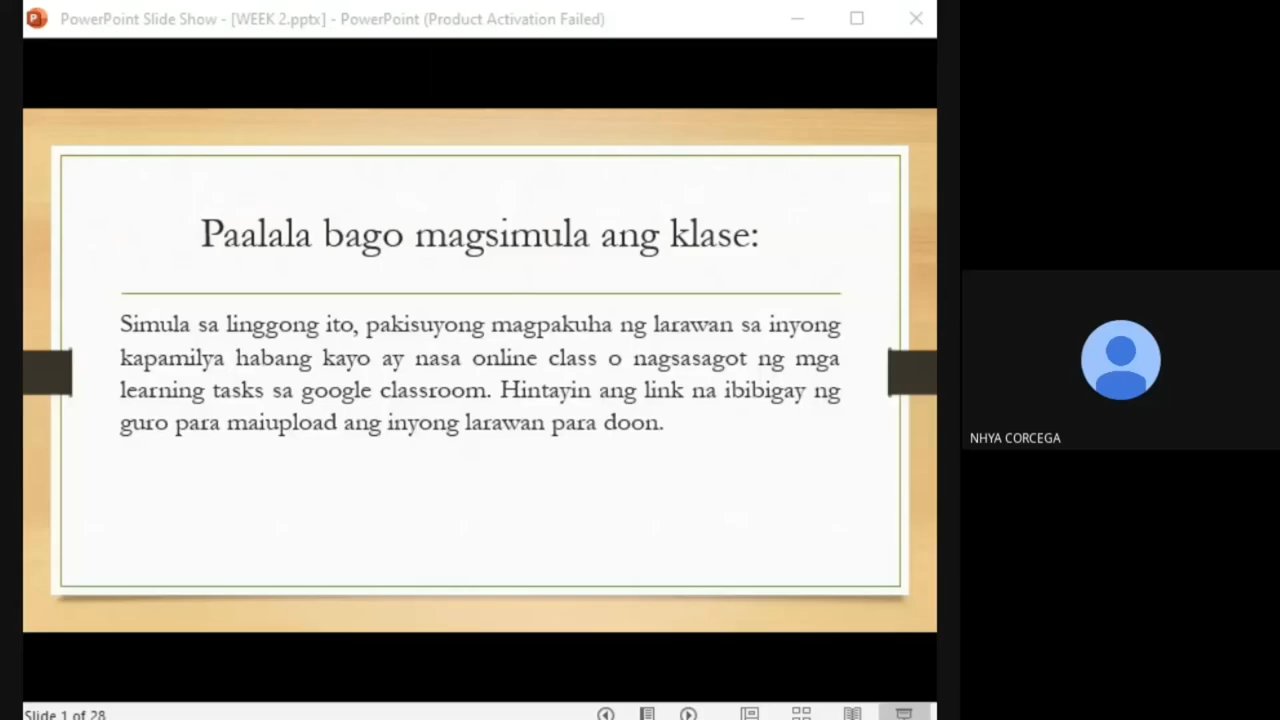 PowerPoint Slide Show - [WEEK 2.pptx] - PowerPoint (Product Activation Failed)
Paalala bago magsimula ang klase:
Simula sa linggong ito, pakisuyong magpakuha ng larawan sa inyong
kapamilya habang kayo ay nasa online class o nagsasagot ng mga
learning tasks sa google classroom. Hintayin ang link na ibibigay ng
guro para maiupload ang inyong larawan para doon.
NHYA CORCEGA
Slide 1 of 28